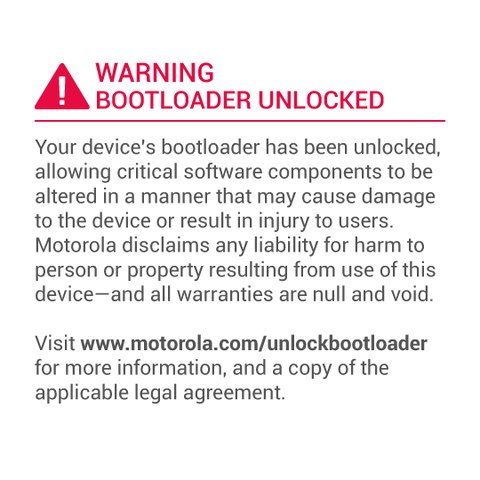 WARNING
BOOTLOADER UNLOCKED
Your device's bootloader has been unlocked,
allowing critical software components to be
altered in a manner that may cause damage
to the device or result in injury to users.
Motorola disclaims any liability for harm to
person or property resulting from use of this
device—and all warranties are null and void.
Visit www.motorola.com/unlockbootloader
for more information, and a copy of the
applicable legal agreement.